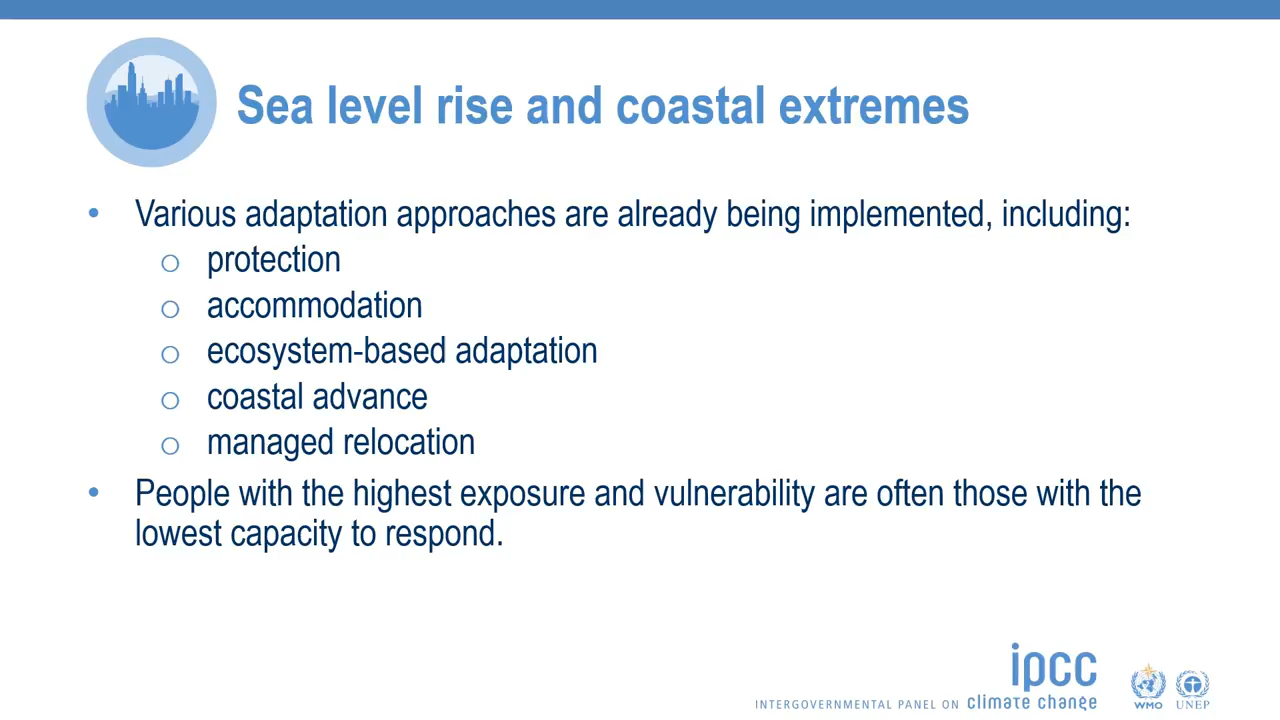 Sea level rise and coastal extremes
• Various adaptation approaches are already being implemented, including:
o protection
o accommodation
o ecosystem-based adaptation
o coastal advance
o managed relocation
• People with the highest exposure and vulnerability are often those with the
lowest capacity to respond.
ipcc
INTERGOVERNMENTAL PANEL ON climate change
WMO UNEP